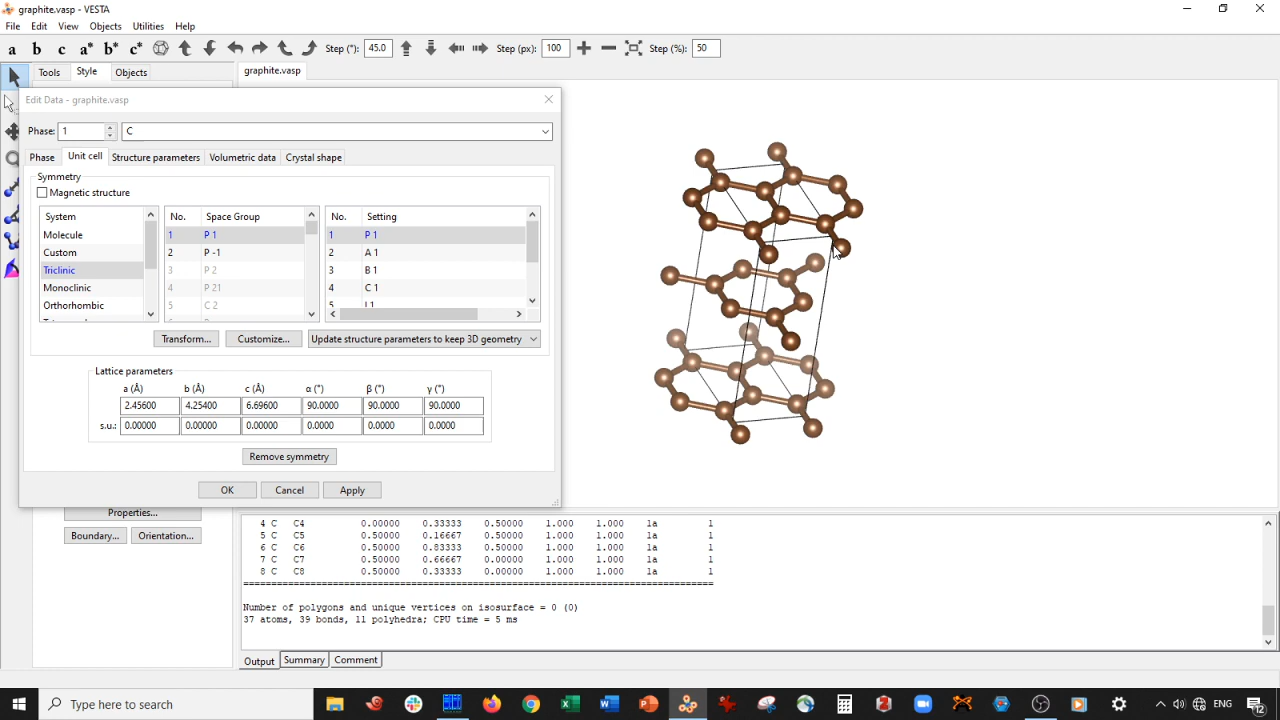 graphite.vasp - VESTA
File Edit View Objects Utilities Help
a b c a* b* c* Step (°): 45.0 Step (px): 100 Step (%): 50
Tools Style Objects graphite.vasp
Edit Data - graphite.vasp
Phase: 1 C
Phase Unit cell Structure parameters Volumetric data Crystal shape
Symmetry
Magnetic structure
System No. Space Group No. Setting
Molecule 1 P 1 1 P 1
Custom 2 P -1 2 A 1
Triclinic 3 P 2 3 B 1
Monoclinic 4 P 21 4 C 1
Orthorhombic 5 C 2 5 I 1
Transform... Customize... Update structure parameters to keep 3D geometry
Lattice parameters
a (Å) b (Å) c (Å) α (°) β (°) γ (°)
2.45600 4.25400 6.69600 90.0000 90.0000 90.0000
s.u.: 0.00000 0.00000 0.00000 0.0000 0.0000 0.0000
Remove symmetry
OK Cancel Apply
Properties...
Boundary... Orientation...
4 C C4 0.00000 0.33333 0.50000 1.000 1.000 1a 1
5 C C5 0.50000 0.16667 0.00000 1.000 1.000 1a 1
6 C C6 0.50000 0.83333 0.50000 1.000 1.000 1a 1
7 C C7 0.50000 0.66667 0.00000 1.000 1.000 1a 1
8 C C8 0.50000 0.33333 0.00000 1.000 1.000 1a 1
Number of polygons and unique vertices on isosurface = 0 (0)
37 atoms, 39 bonds, 11 polyhedra; CPU time = 5 ms
Output Summary Comment
Type here to search
ENG
12